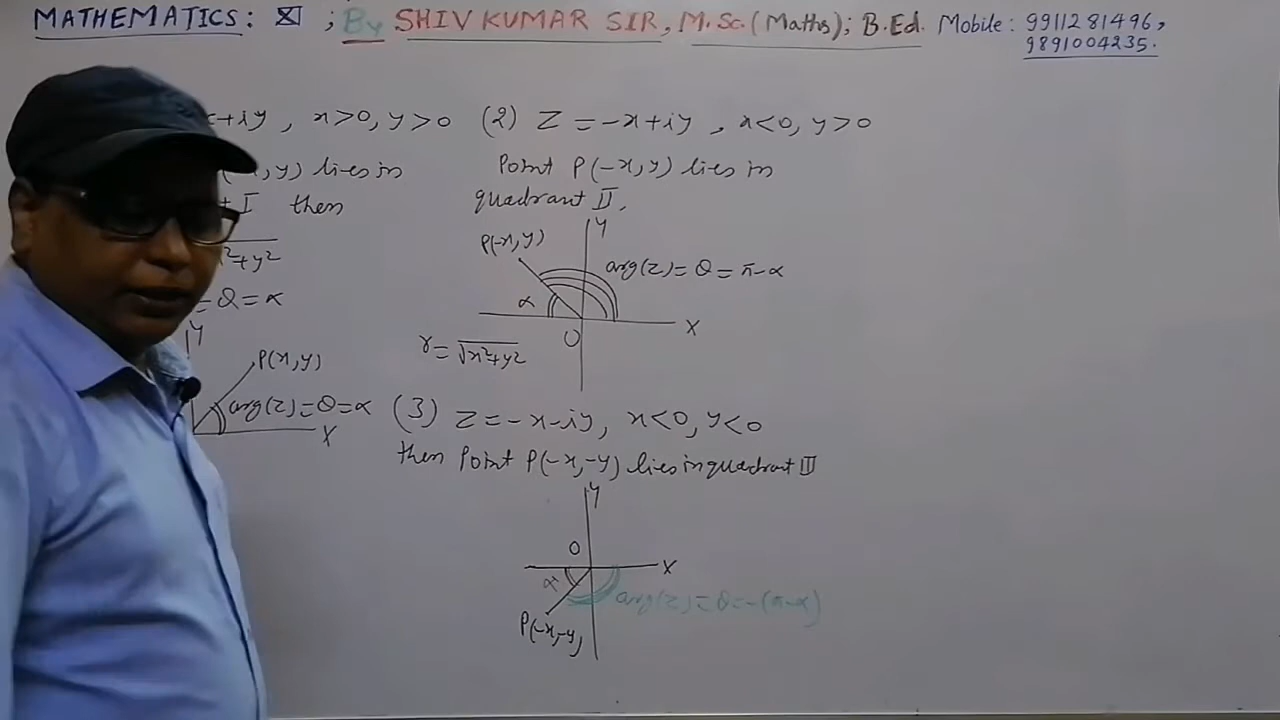 MATHEMATICS: XI ; By SHIV KUMAR SIR, M.Sc.(Maths); B.Ed. Mobile: 9911281496,
9891004235.
x+iy, x>0, y>0
, y) lies in
I then
x²+y²
= θ = α
Y
P(x,y)
arg(z)=θ=α
X
(2) Z = -x+iy , x<0, y>0
Point P(-x,y) lies in
quadrant II.
Y
P(-x,y)
arg(z)=θ=π-α
α
X
O
r=√x²+y²
(3) Z=-x-iy, x<0, y<0
then Point P(-x,-y) lies in quadrant III
Y
O
X
α
arg(z)=θ=-(π-α)
P(-x,-y)